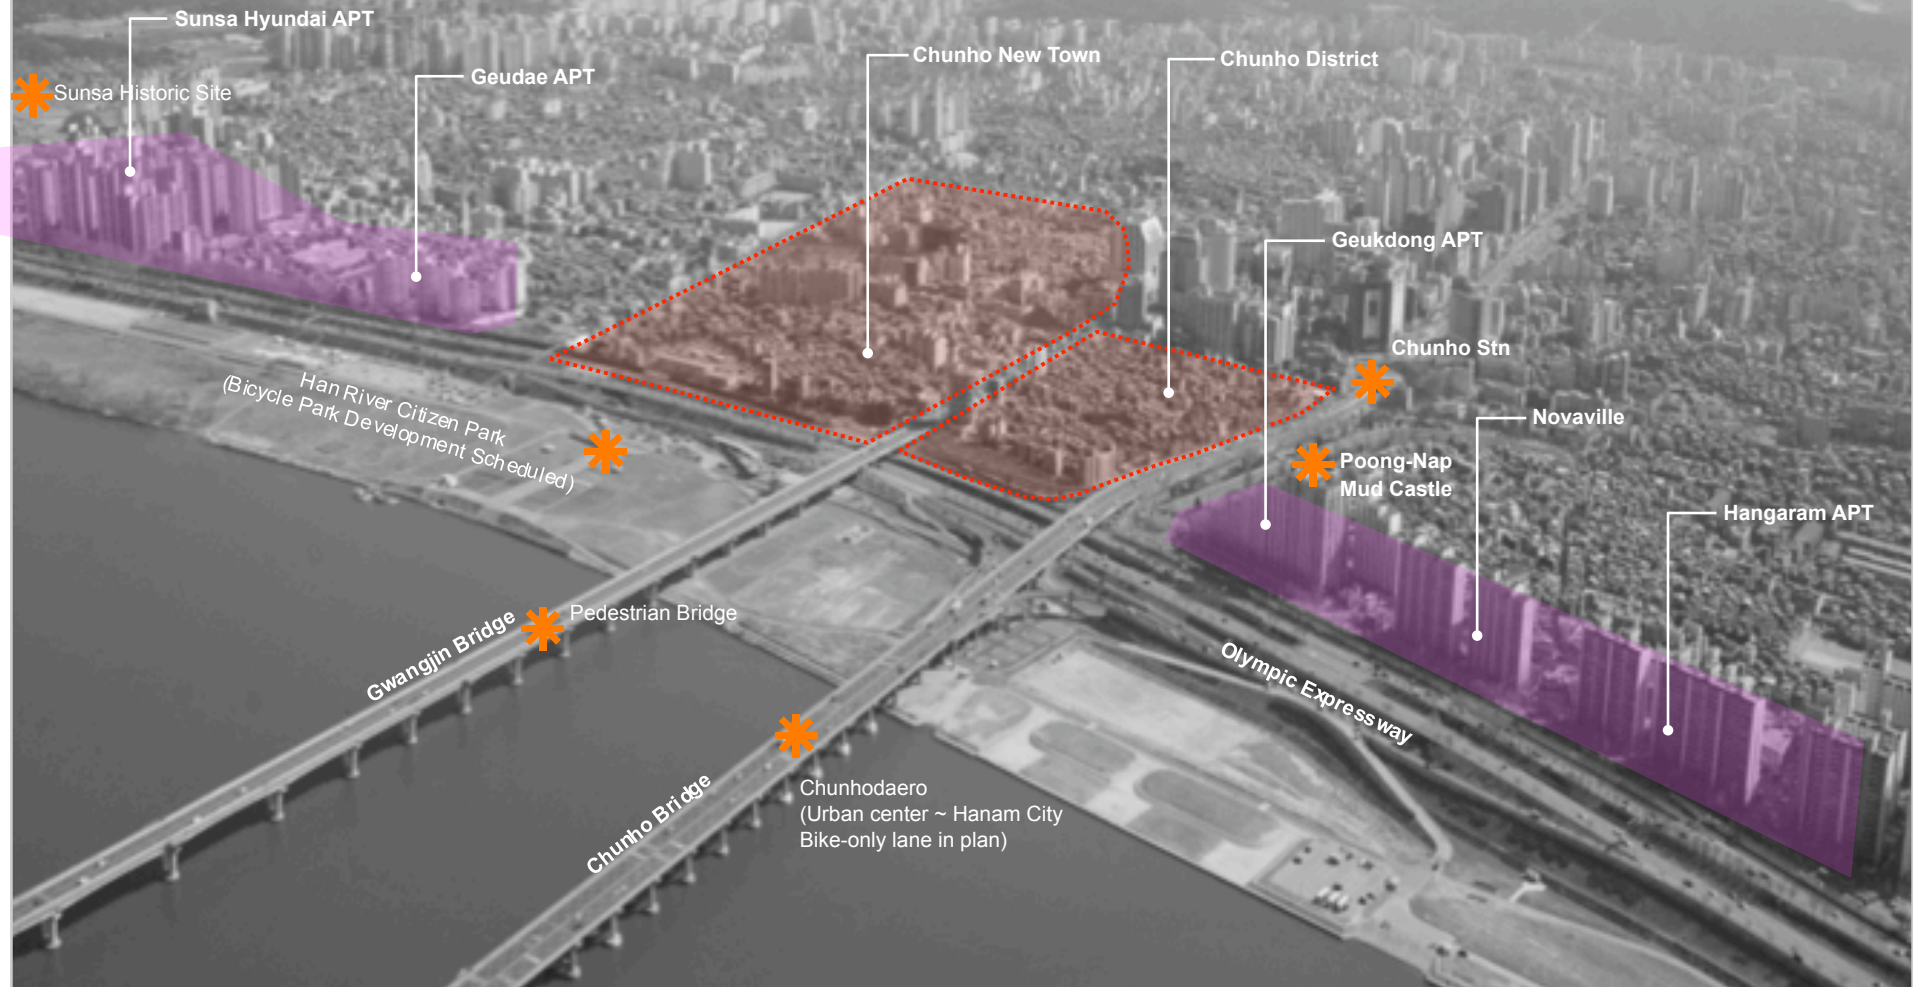 Sunsa Hyundai APT
Geudae APT
Chunho New Town
Chunho District
Sunsa Historic Site
Geukdong APT
Chunho Stn
Han River Citizen Park
(Bicycle Park Development Scheduled)
Novaville
Poong-Nap
Mud Castle
Hangaram APT
Pedestrian Bridge
Gwangjin Bridge
Olympic Expressway
Chunho Bridge
Chunhodaero
(Urban center ~ Hanam City
Bike-only lane in plan)